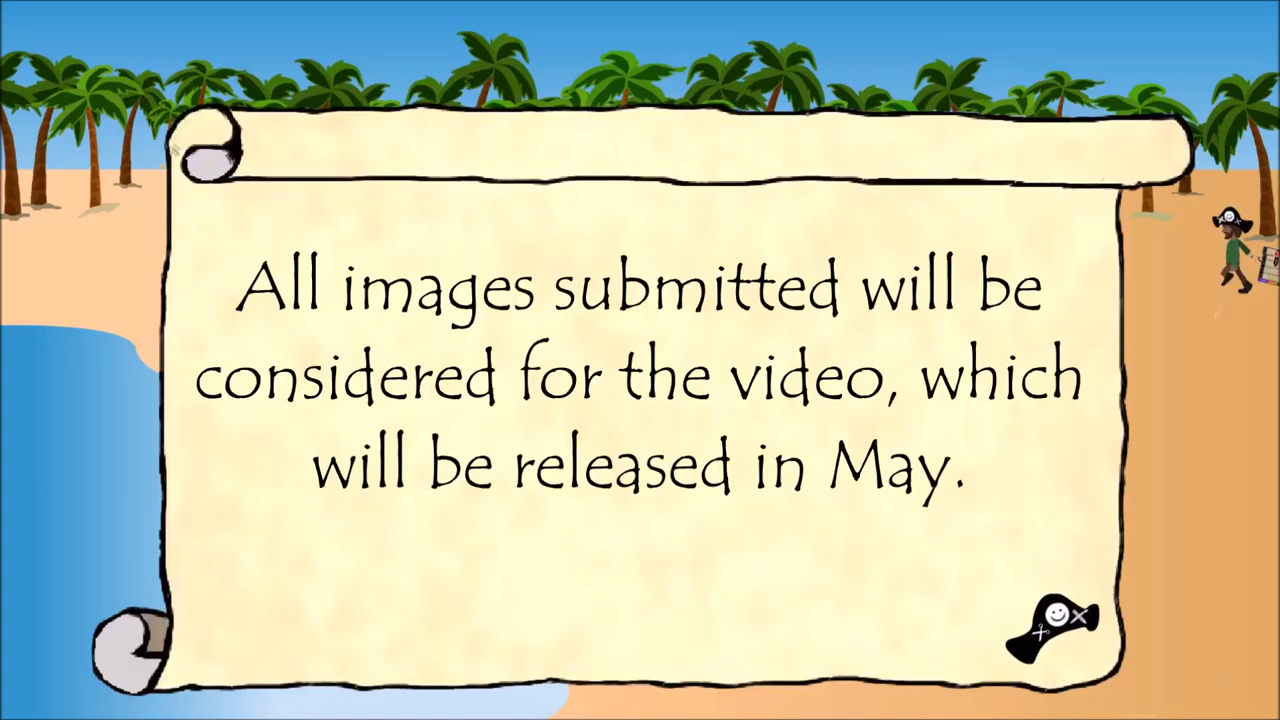 All images submitted will be
considered for the video, which
will be released in May.